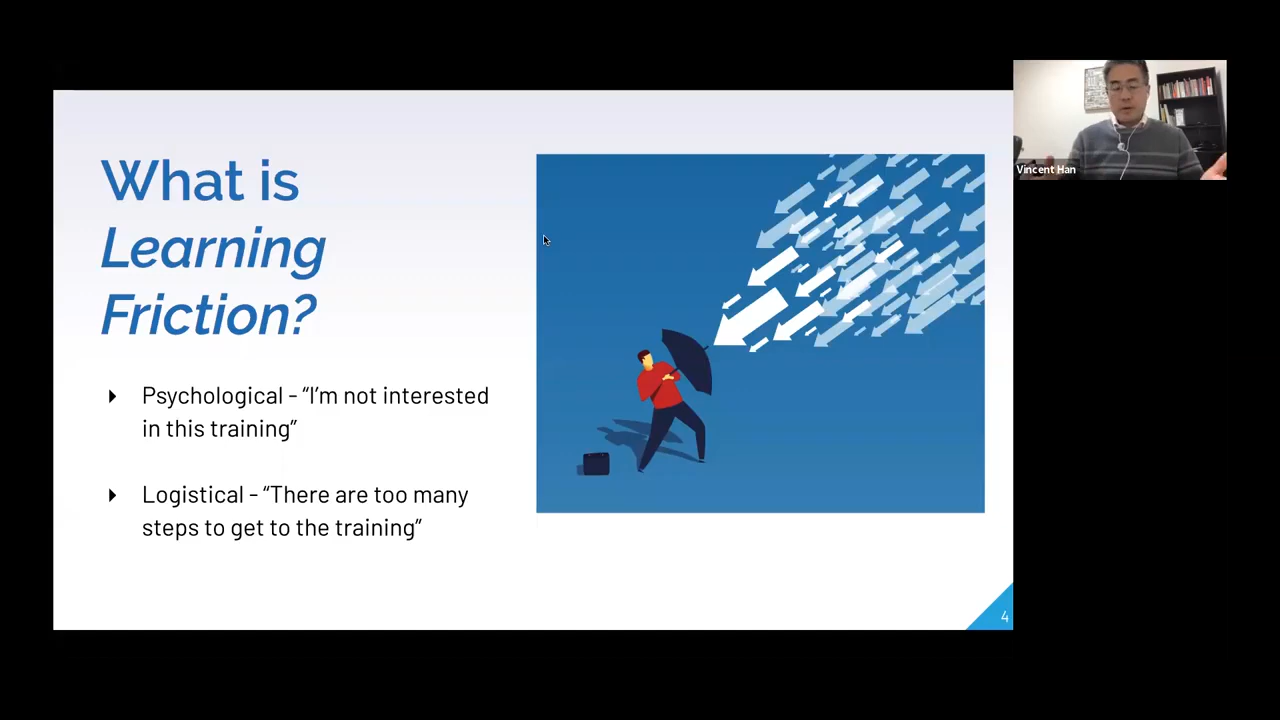 What is
Learning
Friction?
Psychological - “I’m not interested
in this training”
Logistical - “There are too many
steps to get to the training”
4
Vincent Han